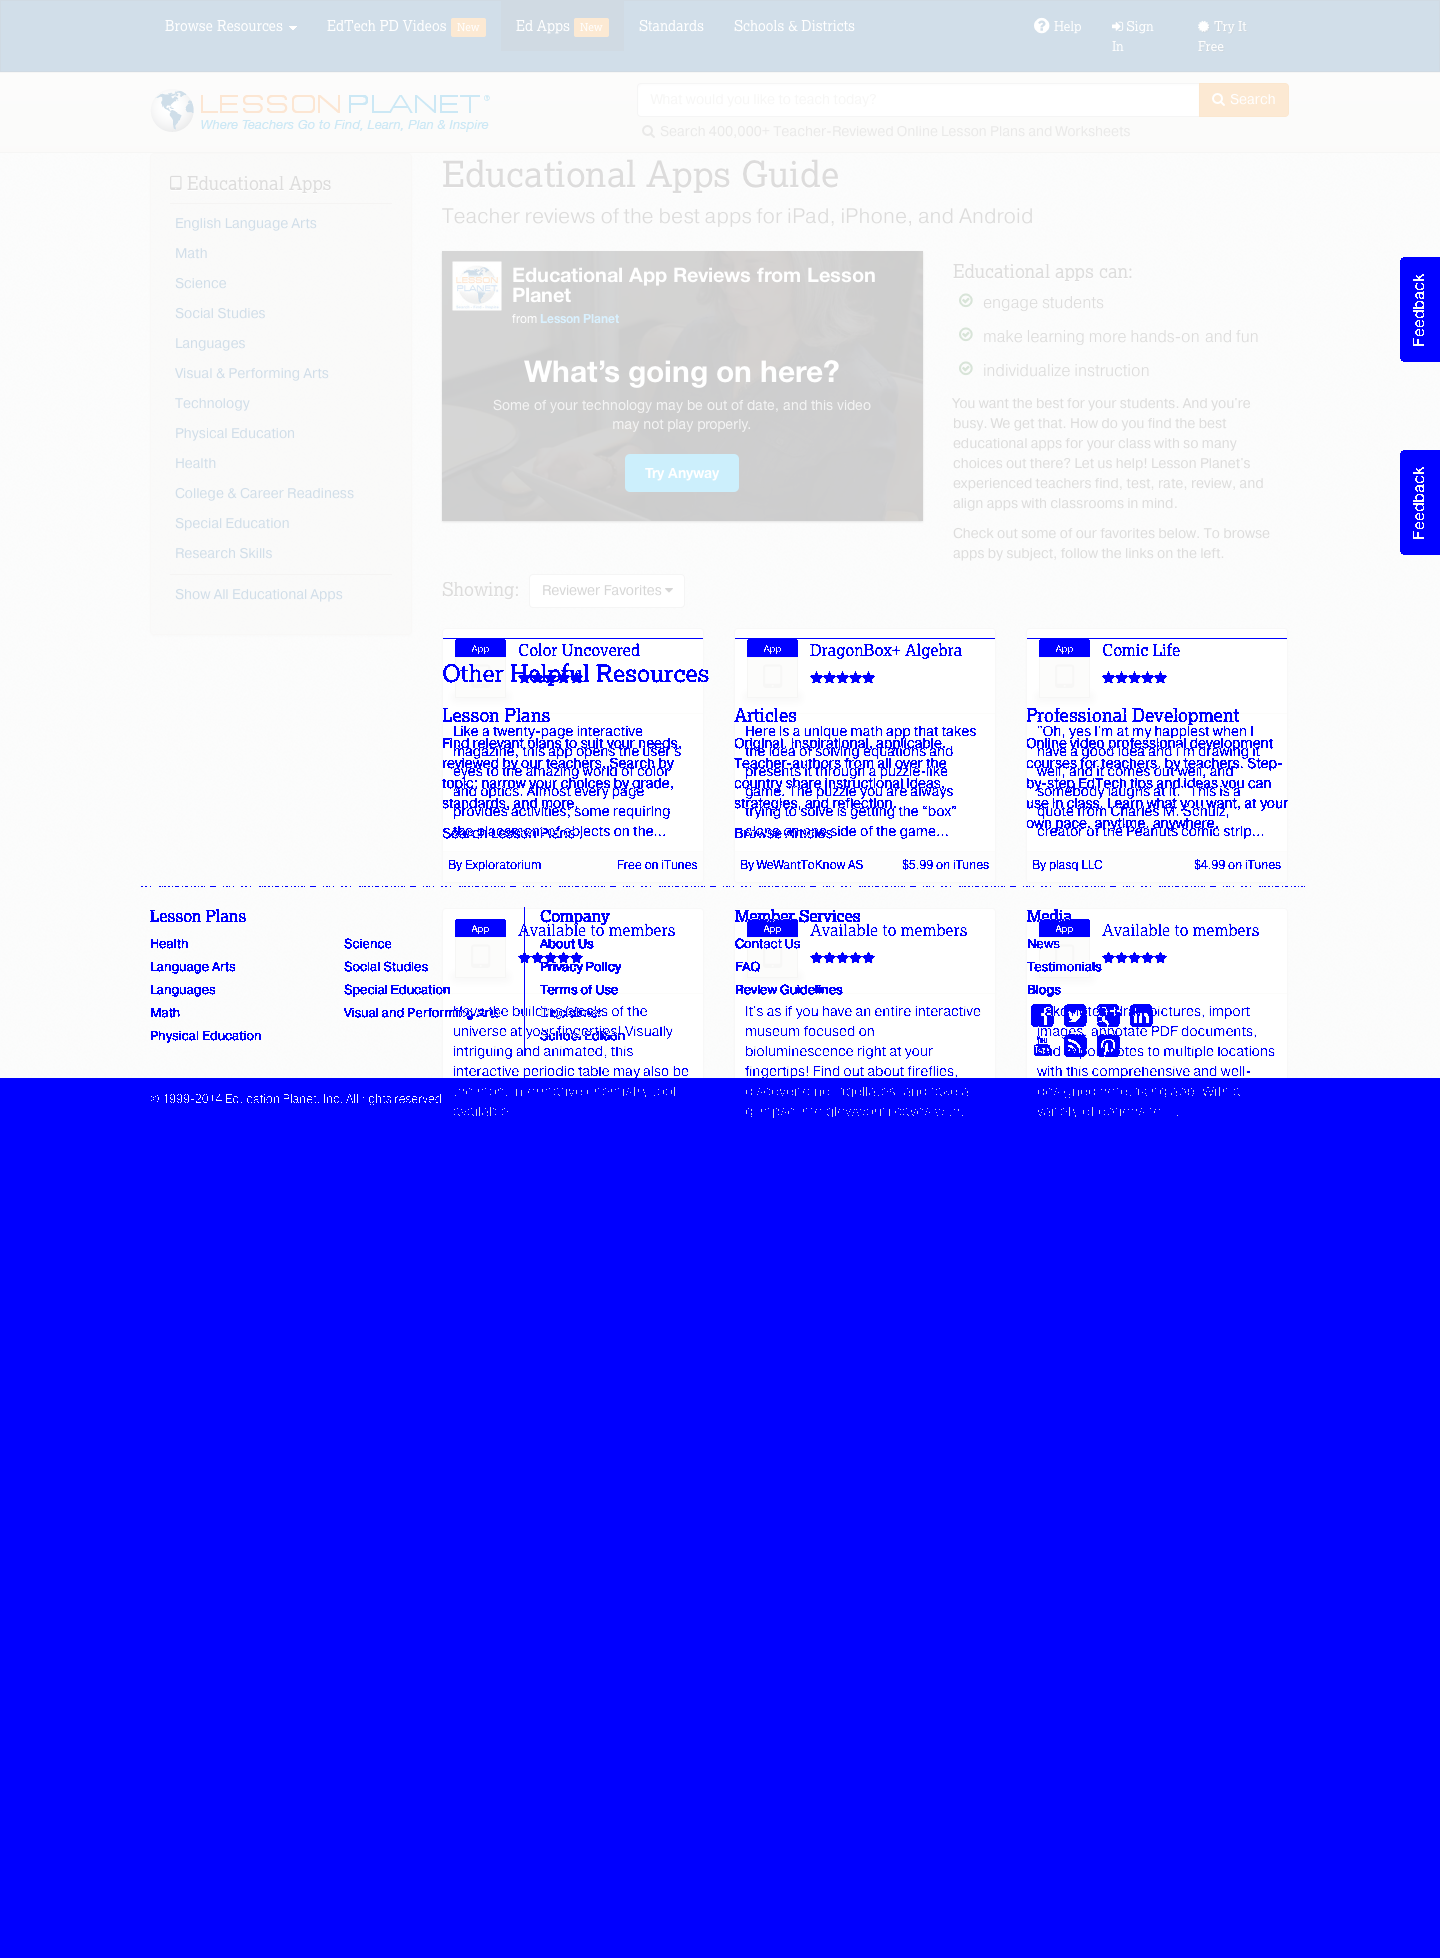 Browse Resources
EdTech PD Videos New
Ed Apps New
Standards
Schools & Districts
Help
Sign In
Try It Free
LESSON PLANET®
Where Teachers Go to Find, Learn, Plan & Inspire
What would you like to teach today?
Search
Search 400,000+ Teacher-Reviewed Online Lesson Plans and Worksheets
Educational Apps
English Language Arts
Math
Science
Social Studies
Languages
Visual & Performing Arts
Technology
Physical Education
Health
College & Career Readiness
Special Education
Research Skills
Show All Educational Apps
Educational Apps Guide
Teacher reviews of the best apps for iPad, iPhone, and Android
Educational App Reviews from Lesson
Planet
from Lesson Planet
What's going on here?
Some of your technology may be out of date, and this video
may not play properly.
Try Anyway
Educational apps can:
engage students
make learning more hands-on and fun
individualize instruction
You want the best for your students. And you're
busy. We get that. How do you find the best
educational apps for your class with so many
choices out there? Let us help! Lesson Planet's
experienced teachers find, test, rate, review, and
align apps with classrooms in mind.
Check out some of our favorites below. To browse
apps by subject, follow the links on the left.
Feedback
Feedback
Showing:
Reviewer Favorites
App
Color Uncovered
App
DragonBox+ Algebra
App
Comic Life
Other Helpful Resources
Lesson Plans
Like a twenty-page interactive
magazine, this app opens the user's
eyes to the amazing world of color
and optics. Almost every page
provides activities, some requiring
the placement of objects on the...
Find relevant plans to suit your needs,
reviewed by our teachers. Search by
topic; narrow your choices by grade,
standards, and more.
Search Lesson Plans
By Exploratorium
Free on iTunes
Articles
Here is a unique math app that takes
the idea of solving equations and
presents it through a puzzle-like
game. The puzzle you are always
trying to solve is getting the "box"
alone on one side of the game...
Original, inspirational, applicable.
Teacher-authors from all over the
country share instructional ideas,
strategies, and reflection.
Browse Articles
By WeWantToKnow AS
$5.99 on iTunes
Professional Development
"Oh, yes I'm at my happiest when I
have a good idea and I'm drawing it
well, and it comes out well, and
somebody laughs at it." This is a
quote from Charles M. Schulz,
creator of the Peanuts comic strip...
Online video professional development
courses for teachers, by teachers. Step-
by-step EdTech tips and ideas you can
use in class. Learn what you want, at your
own pace, anytime, anywhere.
By plasq LLC
$4.99 on iTunes
Lesson Plans
Health
Language Arts
Languages
Math
Physical Education
Science
Social Studies
Special Education
Visual and Performing Arts
Company
About Us
Privacy Policy
Terms of Use
School Edition
Member Services
Contact Us
FAQ
Review Guidelines
Media
News
Testimonials
Blogs
App
Available to members
Have the building blocks of the
universe at your fingertips! Visually
intriguing and animated, this
interactive periodic table may also be
App
Available to members
It's as if you have an entire interactive
museum focused on
bioluminescence right at your
fingertips! Find out about fireflies,
App
Available to members
pictures, import
images, annotate PDF documents,
and export notes to multiple locations
with this comprehensive and well-
© 1999-2014 Education Planet, Inc. All rights reserved